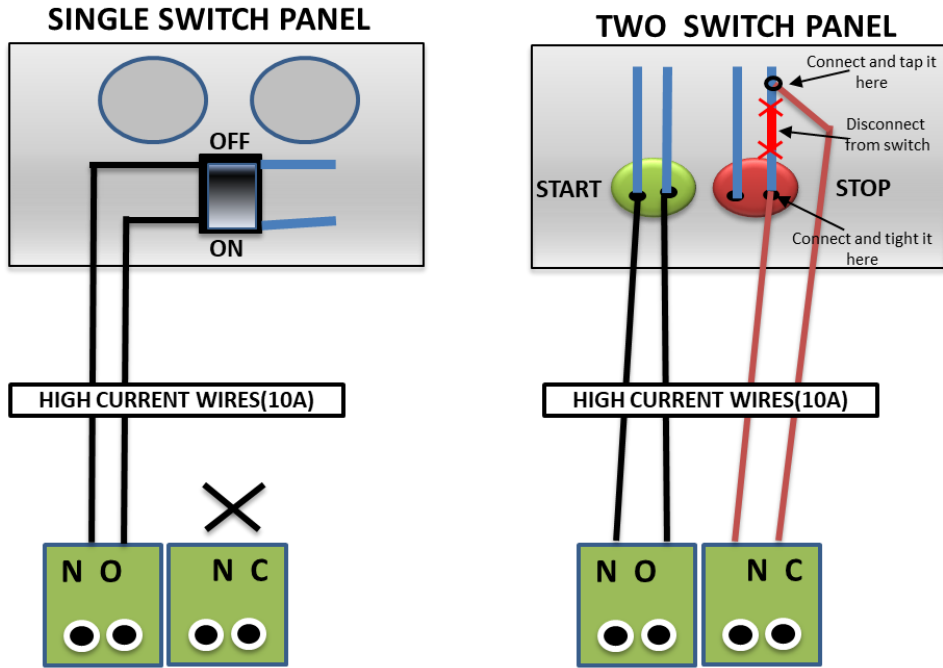 SINGLE SWITCH PANEL
OFF
ON
HIGH CURRENT WIRES(10A)
N O
N C
TWO SWITCH PANEL
Connect and tap it
here
Disconnect
from switch
START
STOP
Connect and tight it
here
HIGH CURRENT WIRES(10A)
N O
N C